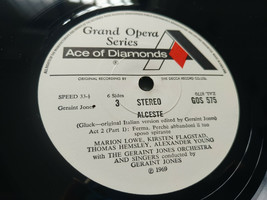 Grand Opera
Series
Ace of Diamonds
ORIGINAL RECORDING BY
THE DECCA RECORD CO. LTD.
SPEED 33⅓
6 Sides
3
STEREO
GOS 575
Geraint Jones
ALCESTE
(Gluck—original Italian version edited by Geraint Jones)
Act 2 (Part 1): Fermo. Perchè abbandoni il tuo
sposo spirante
MARION LOWE, KIRSTEN FLAGSTAD,
THOMAS HEMSLEY, ALEXANDER YOUNG
with THE GERAINT JONES ORCHESTRA
AND SINGERS conducted by
GERAINT JONES
℗ 1969